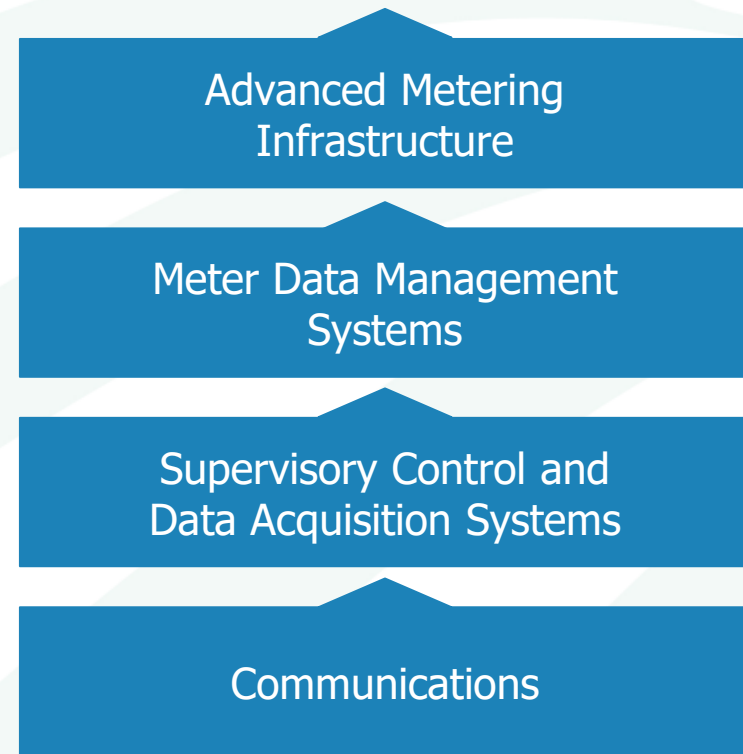 Advanced Metering
Infrastructure
Meter Data Management
Systems
Supervisory Control and
Data Acquisition Systems
Communications